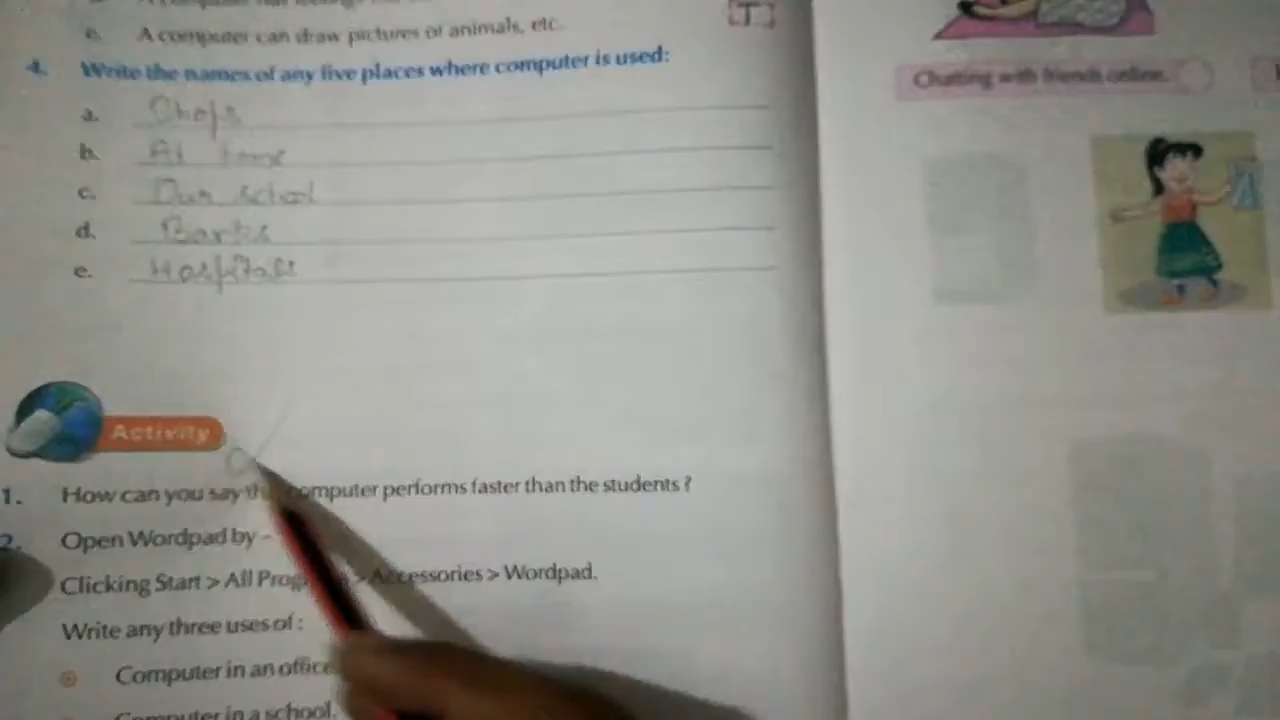 e. A computer can draw pictures of animals, etc. T
4. Write the names of any five places where computer is used:
a. Shops
b. At home
c. Our school
d. Banks
e. Hospitals
Activity
1. How can you say computer performs faster than the students?
2. Open Wordpad by -
Clicking Start > All > Accessories > Wordpad.
Write any three uses of:
Computer in an office
Computer in a school.
Chatting with friends online.